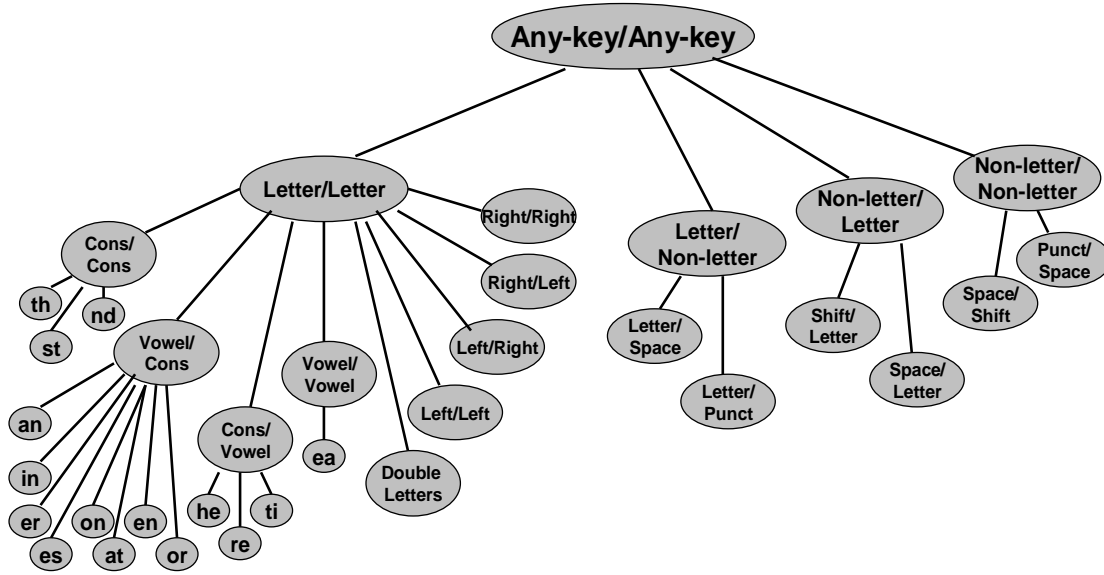 Any-key/Any-key
Letter/Letter
Right/Right
Non-letter/
Non-letter
Non-letter/
Letter
Letter/
Non-letter
Cons/
Cons
Right/Left
Punct/
Space
Space/
Shift
th
nd
st
Shift/
Letter
Letter/
Space
Vowel/
Cons
Left/Right
Vowel/
Vowel
Space/
Letter
Letter/
Punct
Left/Left
an
Cons/
Vowel
ea
in
Double
Letters
er
on
en
he
ti
es
at
or
re